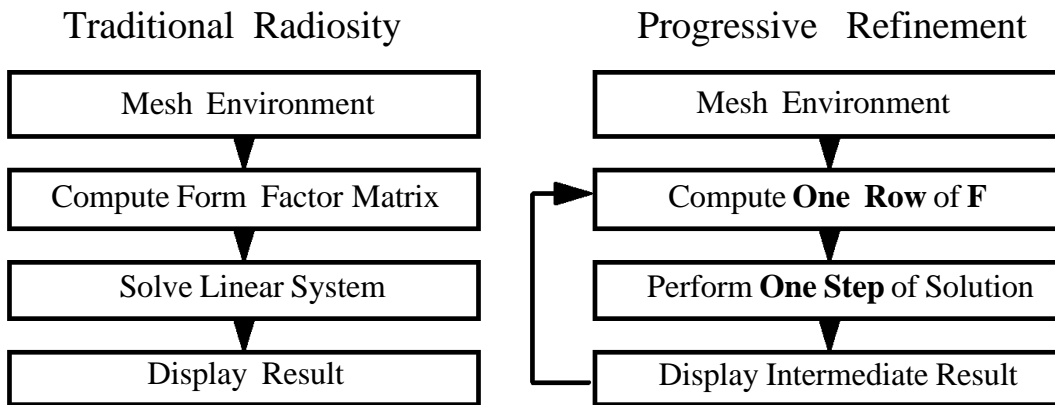 Traditional Radiosity
Mesh Environment
Compute Form Factor Matrix
Solve Linear System
Display Result
Progressive Refinement
Mesh Environment
Compute One Row of F
Perform One Step of Solution
Display Intermediate Result